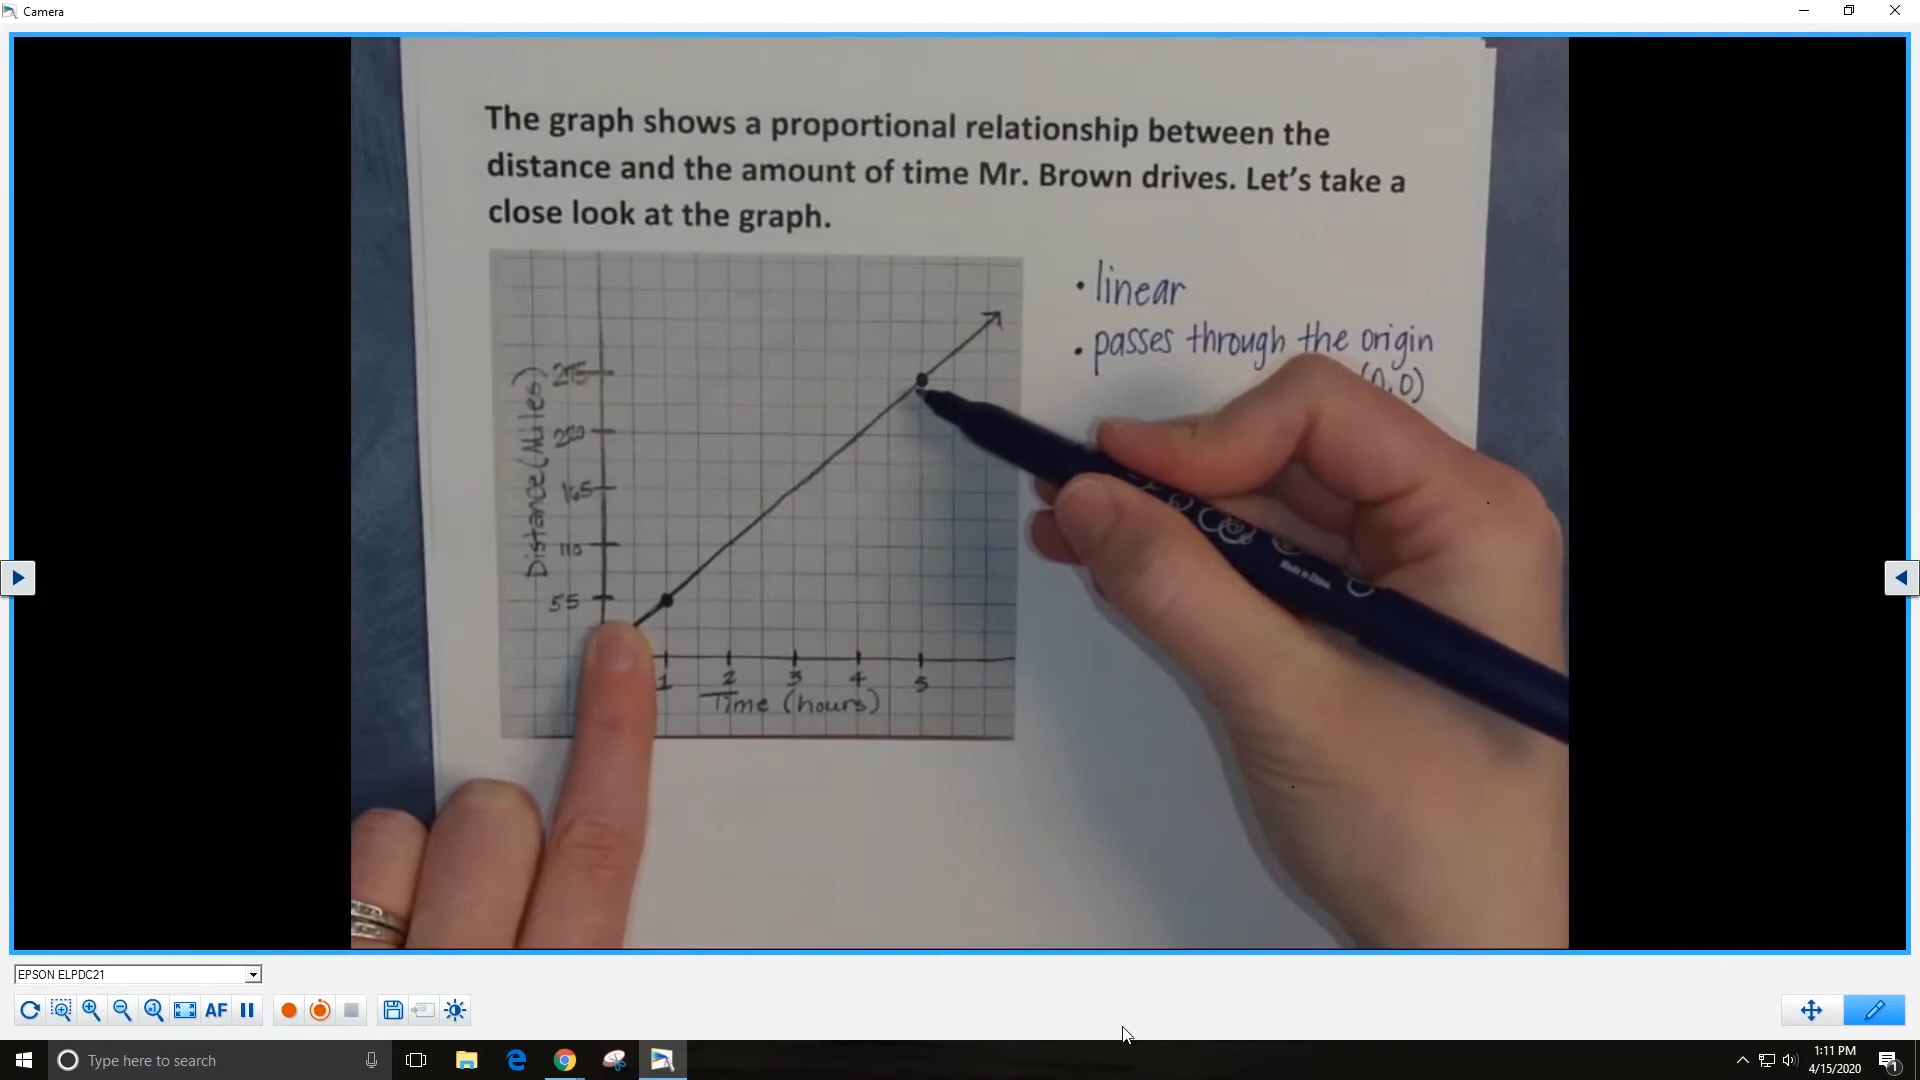 Camera
The graph shows a proportional relationship between the
distance and the amount of time Mr. Brown drives. Let's take a
close look at the graph.
• linear
• passes through the origin
(0,0)
Distance (Miles)
275
220
165
110
55
1 2 3 4 5
Time (hours)
EPSON ELPDC21
AF
Type here to search
1:11 PM
4/15/2020
1